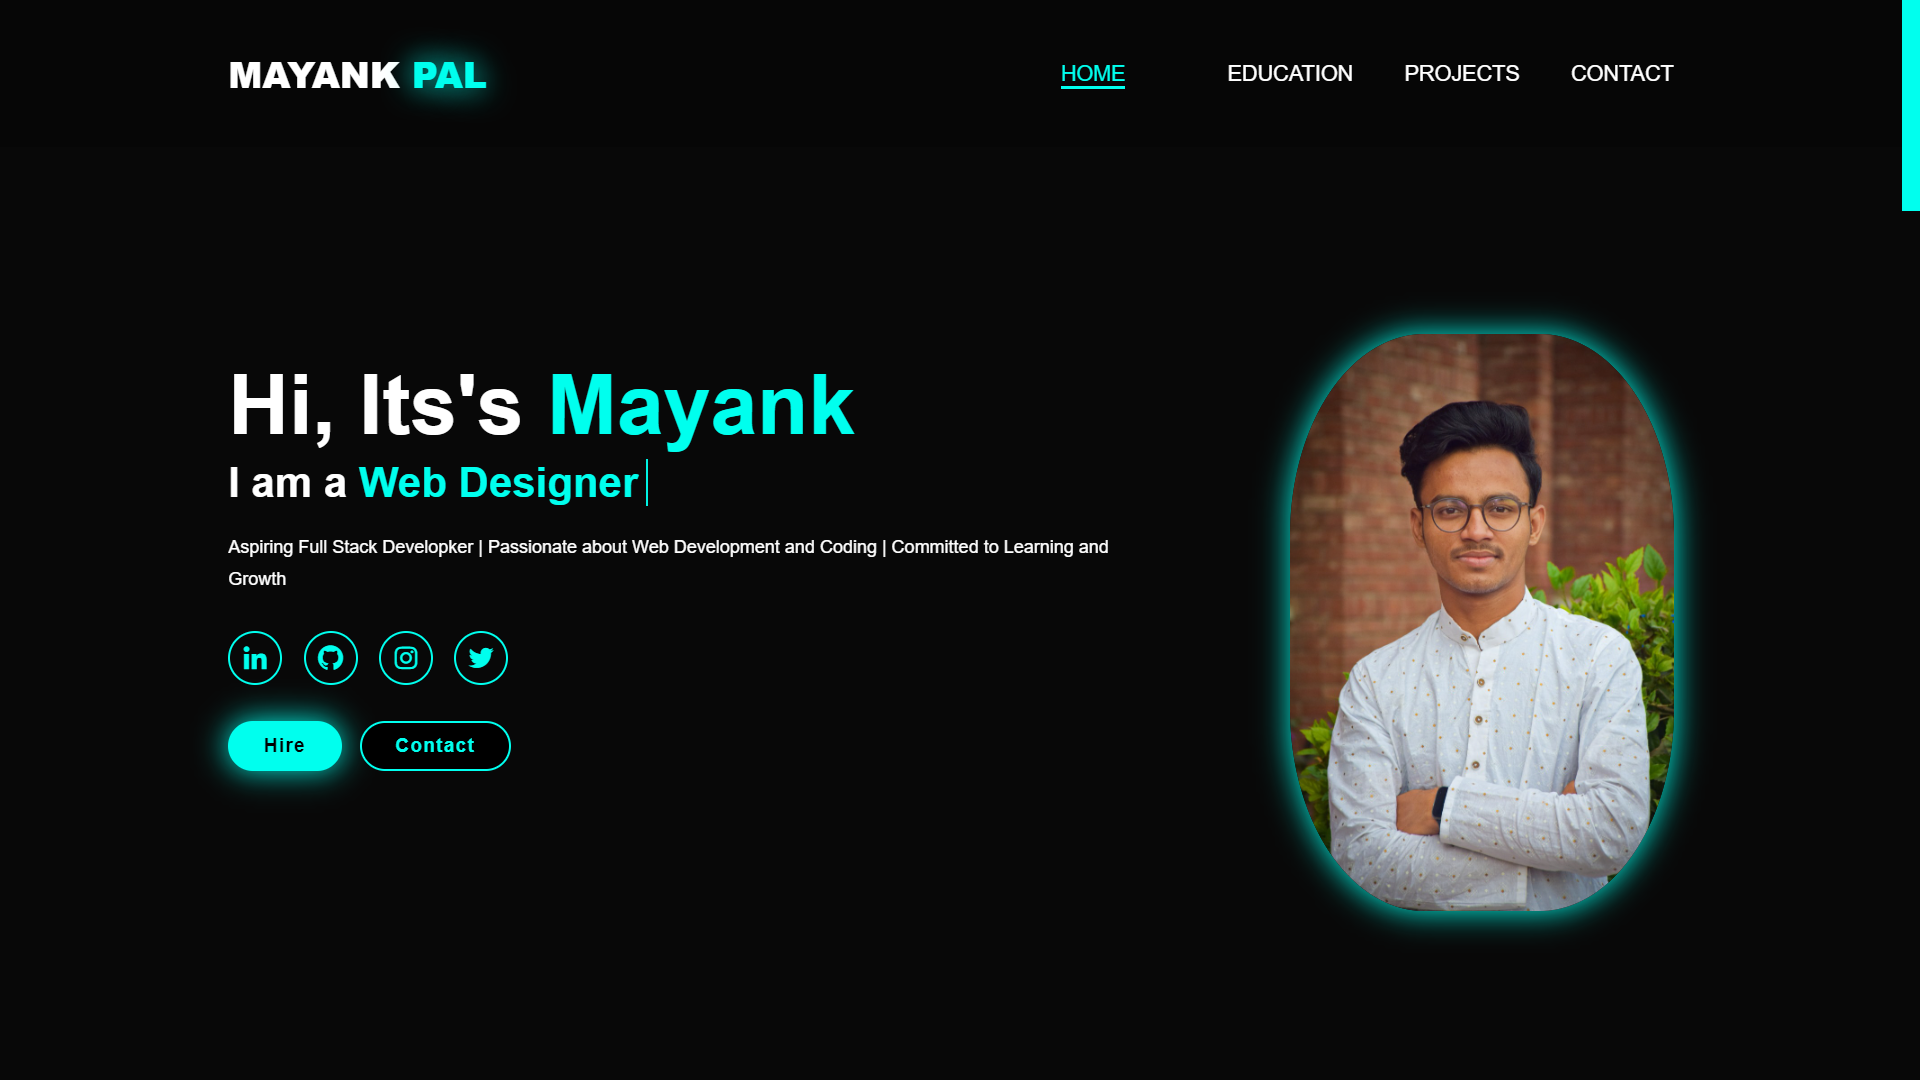 MAYANK PAL
HOME EDUCATION PROJECTS CONTACT
Hi, Its's Mayank
I am a Web Designer
Aspiring Full Stack Developker | Passionate about Web Development and Coding | Committed to Learning and
Growth
in
Hire Contact